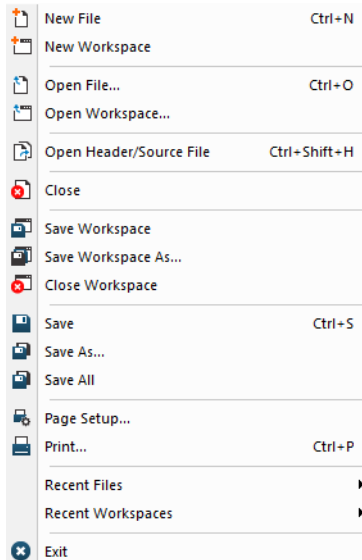 New File Ctrl+N
New Workspace
Open File... Ctrl+O
Open Workspace...
Open Header/Source File Ctrl+Shift+H
Close
Save Workspace
Save Workspace As...
Close Workspace
Save Ctrl+S
Save As...
Save All
Page Setup...
Print... Ctrl+P
Recent Files
Recent Workspaces
Exit